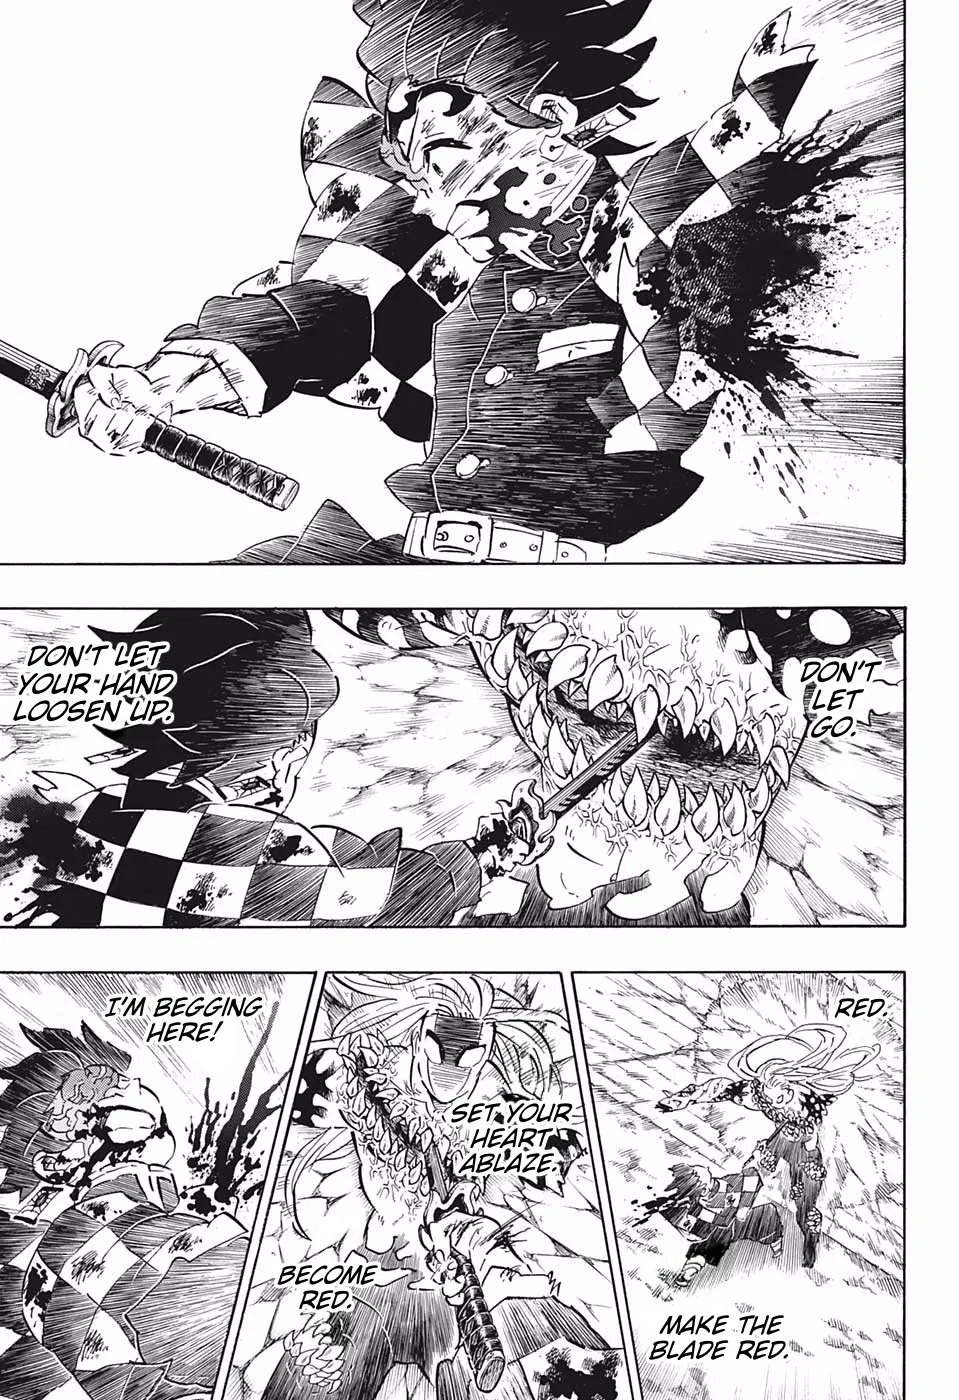 DON'T
LET
GO.
DON'T LET
YOUR HAND
LOOSEN UP.
RED.
MAKE THE
BLADE RED.
SET YOUR
HEART
ABLAZE.
BECOME
RED.
I'M BEGGING
HERE!